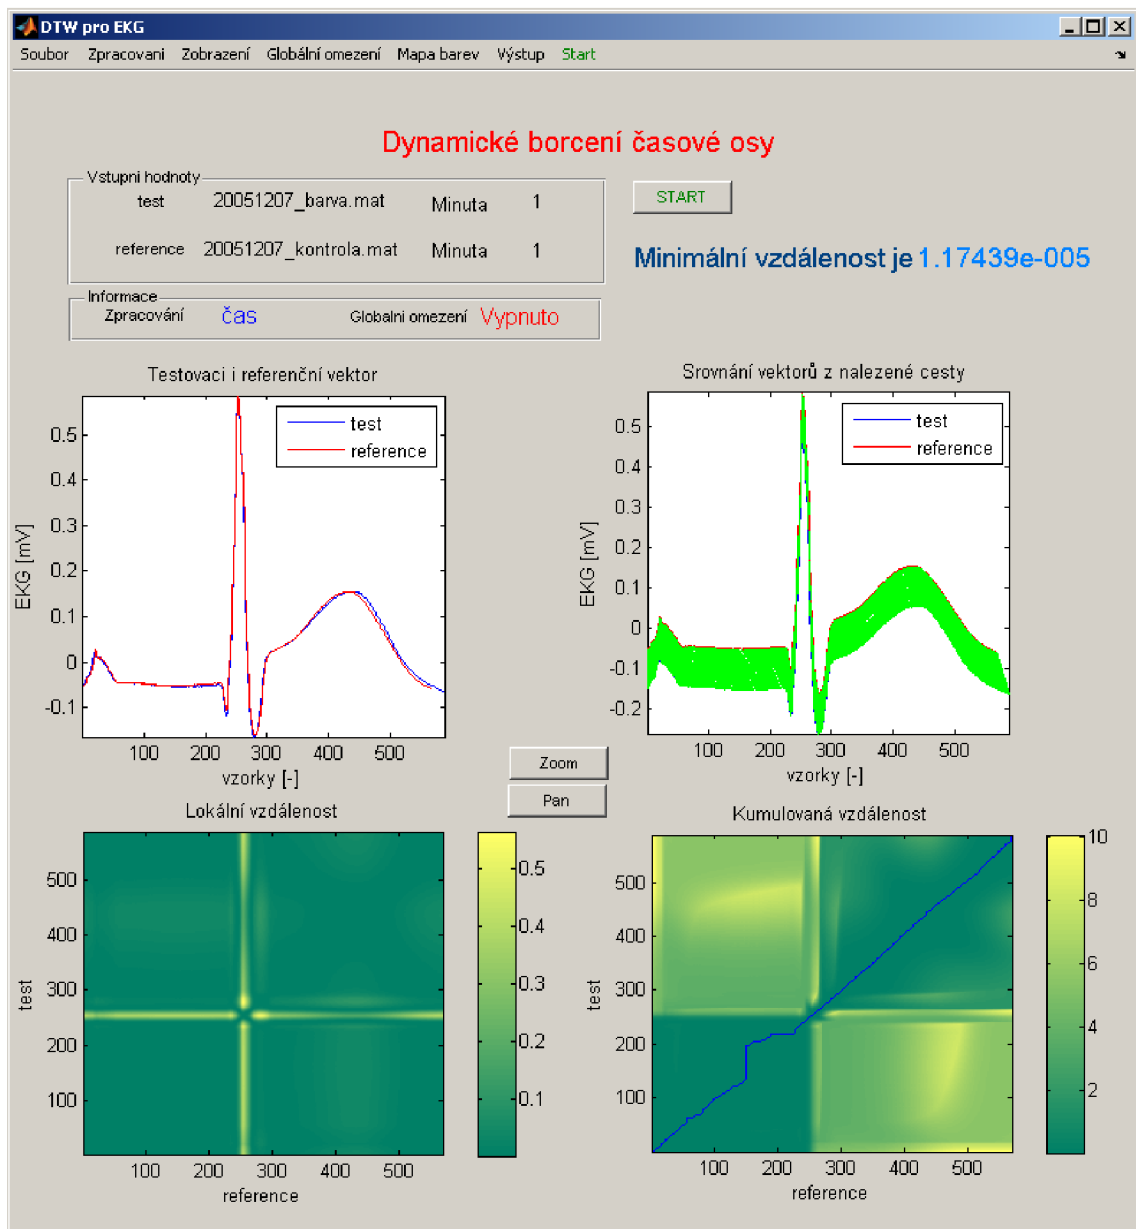 DTW pro EKG
Soubor Zpracovani Zobrazení Globální omezení Mapa barev Výstup Start
Dynamické borcení časové osy
Vstupni hodnoty
test 20051207_barva.mat Minuta 1
reference 20051207_kontrola.mat Minuta 1
START
Minimální vzdálenost je 1.17439e-005
Informace
Zpracování čas Globalni omezení Vypnuto
Testovaci i referenční vektor
test
reference
0.5
0.4
0.3
0.2
0.1
0
-0.1
EKG [mV]
100 200 300 400 500
vzorky [-]
Srovnání vektorů z nalezené cesty
test
reference
0.5
0.4
0.3
0.2
0.1
0
-0.1
-0.2
EKG [mV]
100 200 300 400 500
vzorky [-]
Zoom
Pan
Lokální vzdálenost
500
400
300
200
100
test
100 200 300 400 500
reference
0.5
0.4
0.3
0.2
0.1
Kumulovaná vzdálenost
500
400
300
200
100
test
100 200 300 400 500
reference
10
8
6
4
2